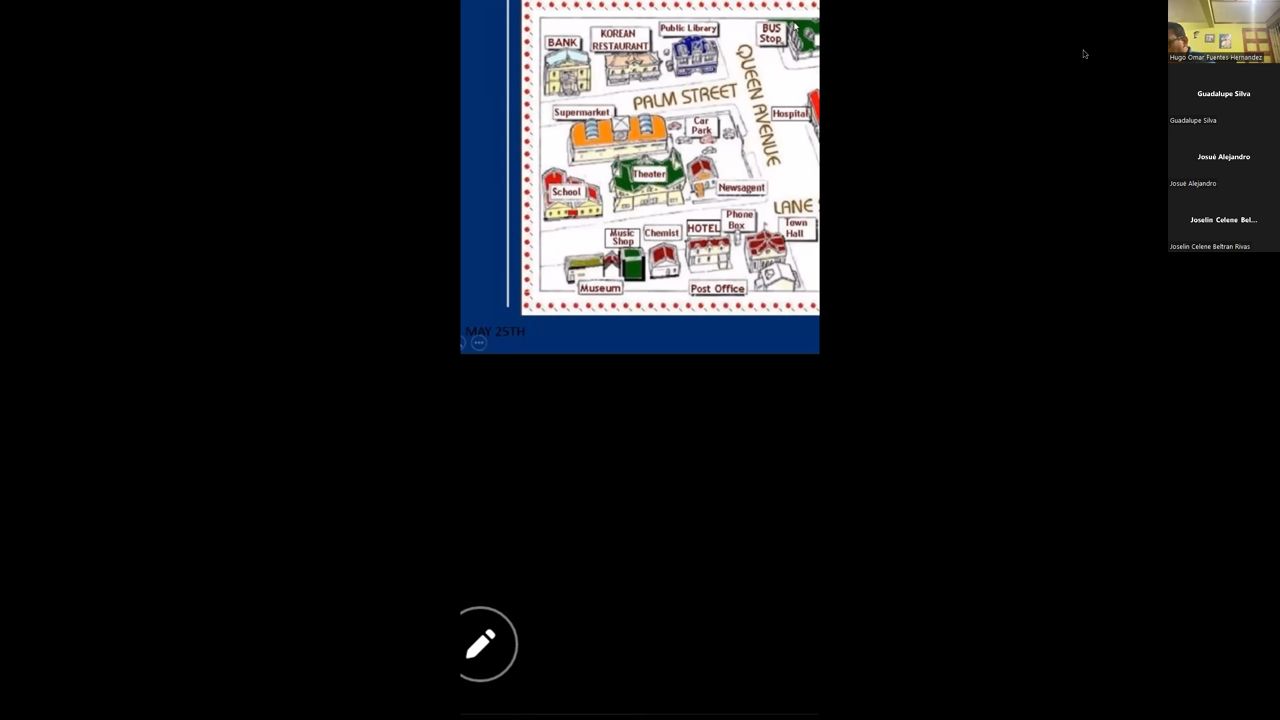 BANK
KOREAN
RESTAURANT
Public Library
BUS
Stop
QUEEN AVENUE
PALM STREET
Supermarket
Car
Park
Hospital
Theater
School
Newsagent
LANE
Music
Shop
Chemist
HOTEL
Phone
Box
Town
Hall
Museum
Post Office
MAY 25TH
Hugo Omar Fuentes Hernandez
Guadalupe Silva
Guadalupe Silva
Josué Alejandro
Josué Alejandro
Joselin Celene Bel...
Joselin Celene Beltran Rivas